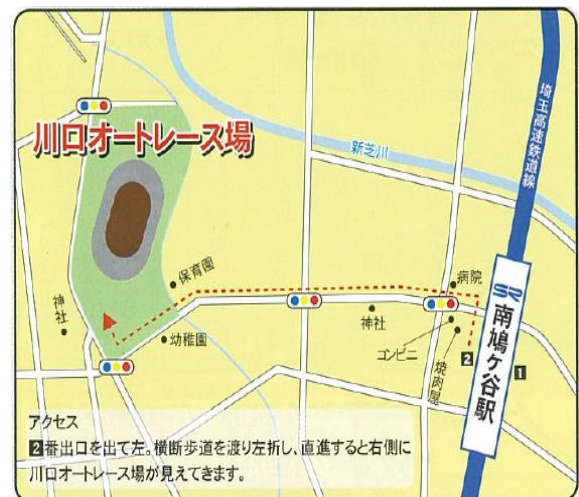 川口オートレース場
新芝川
埼玉高速鉄道線
保育園
病院
SR
南鳩ヶ谷駅
神社
神社
幼稚園
コンビニ
焼肉屋
2
1
アクセス
2番出口を出て左。横断歩道を渡り左折し、直進すると右側に
川口オートレース場が見えてきます。